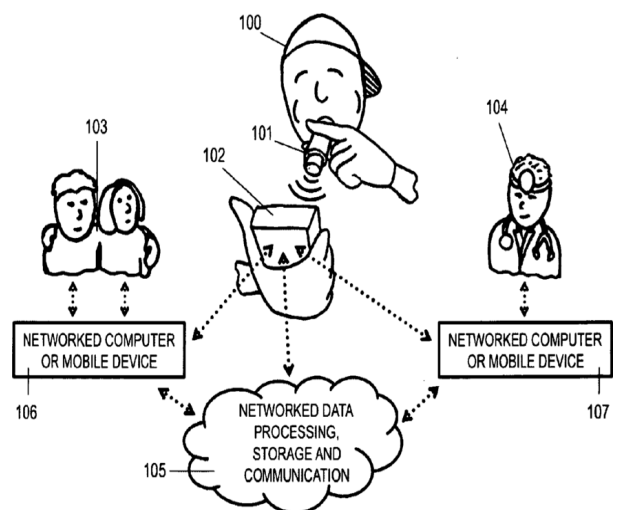 100
104
103
101
102
NETWORKED COMPUTER
OR MOBILE DEVICE
NETWORKED COMPUTER
OR MOBILE DEVICE
106
107
NETWORKED DATA
PROCESSING,
STORAGE AND
COMMUNICATION
105